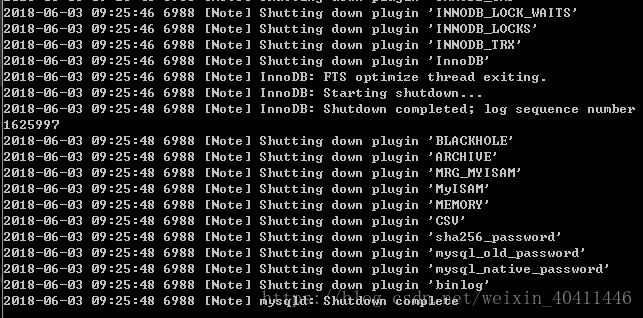 2018-06-03 09:25:46 6988 [Note] Shutting down plugin 'INNODB_LOCK_WAITS'
2018-06-03 09:25:46 6988 [Note] Shutting down plugin 'INNODB_LOCKS'
2018-06-03 09:25:46 6988 [Note] Shutting down plugin 'INNODB_TRX'
2018-06-03 09:25:46 6988 [Note] Shutting down plugin 'InnoDB'
2018-06-03 09:25:46 6988 [Note] InnoDB: FTS optimize thread exiting.
2018-06-03 09:25:46 6988 [Note] InnoDB: Starting shutdown...
2018-06-03 09:25:48 6988 [Note] InnoDB: Shutdown completed; log sequence number
1625997
2018-06-03 09:25:48 6988 [Note] Shutting down plugin 'BLACKHOLE'
2018-06-03 09:25:48 6988 [Note] Shutting down plugin 'ARCHIVE'
2018-06-03 09:25:48 6988 [Note] Shutting down plugin 'MRG_MYISAM'
2018-06-03 09:25:48 6988 [Note] Shutting down plugin 'MyISAM'
2018-06-03 09:25:48 6988 [Note] Shutting down plugin 'MEMORY'
2018-06-03 09:25:48 6988 [Note] Shutting down plugin 'CSV'
2018-06-03 09:25:48 6988 [Note] Shutting down plugin 'sha256_password'
2018-06-03 09:25:48 6988 [Note] Shutting down plugin 'mysql_old_password'
2018-06-03 09:25:48 6988 [Note] Shutting down plugin 'mysql_native_password'
2018-06-03 09:25:48 6988 [Note] Shutting down plugin 'binlog'
2018-06-03 09:25:48 6988 [Note] mysqld: Shutdown complete
https://blog.csdn.net/weixin_40411446